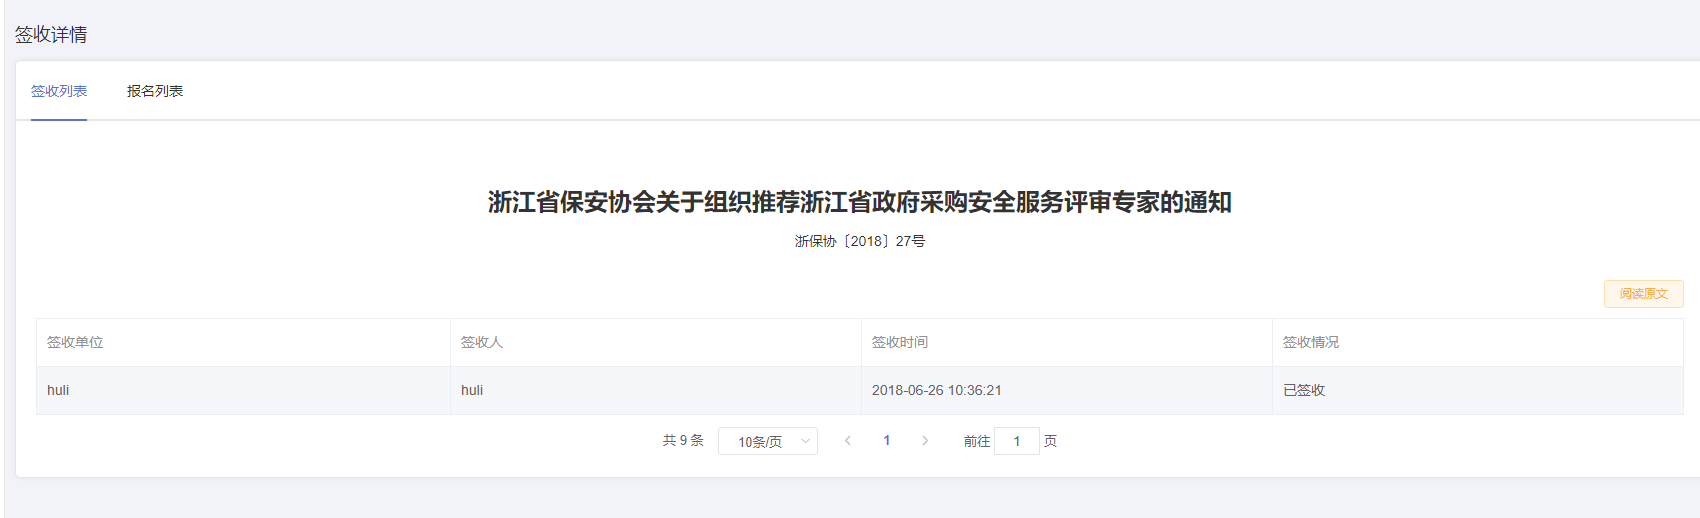 签收详情
签收列表 报名列表
浙江省保安协会关于组织推荐浙江省政府采购安全服务评审专家的通知
浙保协〔2018〕27号
阅读原文
签收单位 签收人 签收时间 签收情况
huli huli 2018-06-26 10:36:21 已签收
共 9 条 10条/页 1 前往 1 页